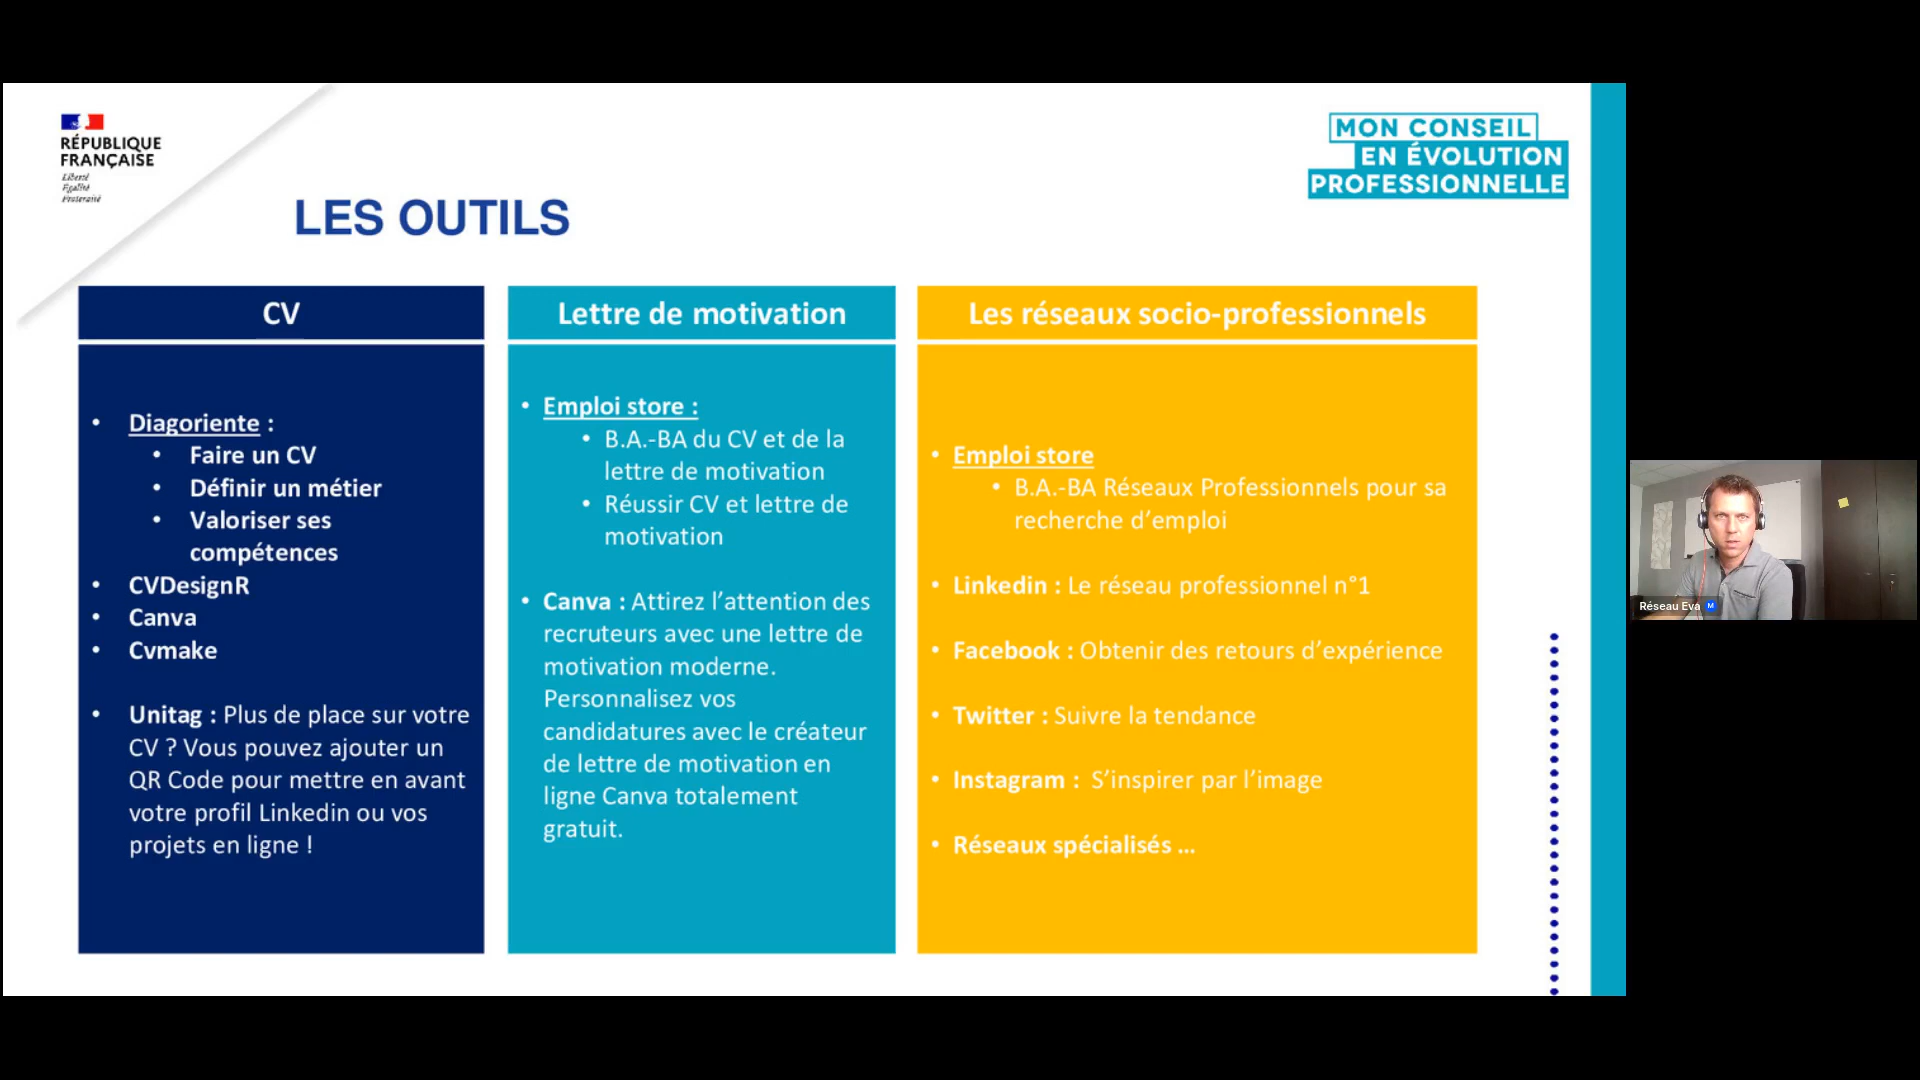 RÉPUBLIQUE
FRANÇAISE
Liberté
Égalité
Fraternité
MON CONSEIL
EN ÉVOLUTION
PROFESSIONNELLE
LES OUTILS
CV
• Diagoriente :
• Faire un CV
• Définir un métier
• Valoriser ses
compétences
• CVDesignR
• Canva
• Cvmake
• Unitag : Plus de place sur votre
CV ? Vous pouvez ajouter un
QR Code pour mettre en avant
votre profil Linkedin ou vos
projets en ligne !
Lettre de motivation
• Emploi store :
• B.A.-BA du CV et de la
lettre de motivation
• Réussir CV et lettre de
motivation
• Canva : Attirez l’attention des
recruteurs avec une lettre de
motivation moderne.
Personnalisez vos
candidatures avec le créateur
de lettre de motivation en
ligne Canva totalement
gratuit.
Les réseaux socio-professionnels
• Emploi store
• B.A.-BA Réseaux Professionnels pour sa
recherche d’emploi
• Linkedin : Le réseau professionnel n°1
• Facebook : Obtenir des retours d’expérience
• Twitter : Suivre la tendance
• Instagram : S’inspirer par l’image
• Réseaux spécialisés ...
Réseau Eva M